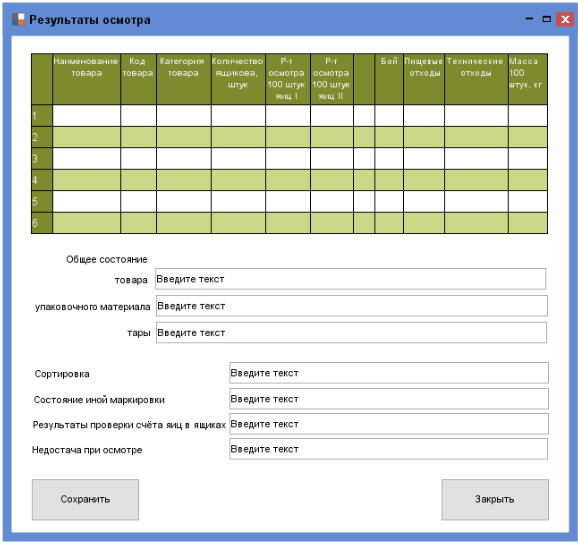 Результаты осмотра
Наименование товара
Код товара
Категория товара
Количество ящикова, штук
Р-т осмотра 100 штук яиц I
Р-т осмотра 100 штук яиц II
Бой
Пищевые отходы
Технические отходы
Масса 100 штук, кг
1
2
3
4
5
6
Общее состояние
товара Введите текст
упаковочного материала Введите текст
тары Введите текст
Сортировка Введите текст
Состояние иной маркировки Введите текст
Результаты проверки счёта яиц в ящиках Введите текст
Недостача при осмотре Введите текст
Сохранить Закрыть